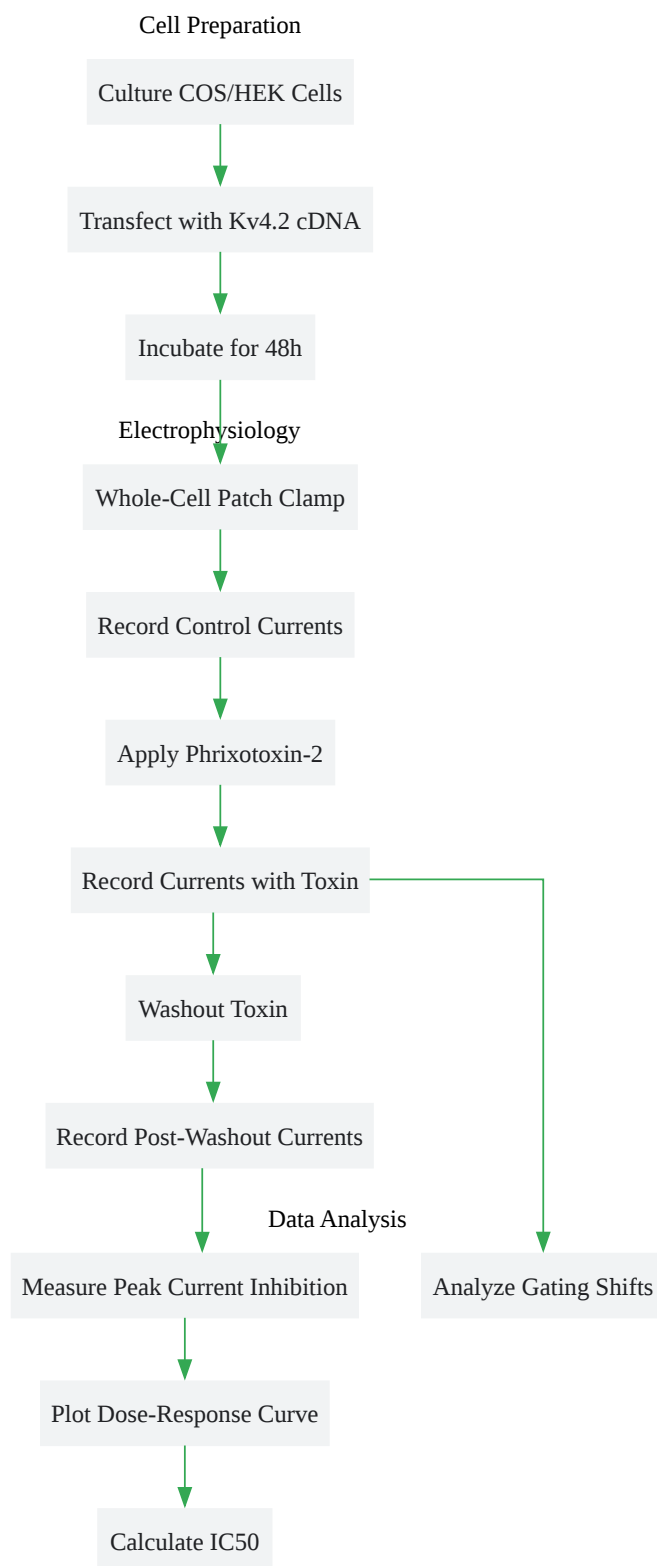 Cell Preparation
Culture COS/HEK Cells
Transfect with Kv4.2 cDNA
Incubate for 48h
Electrophysiology
Whole-Cell Patch Clamp
Record Control Currents
Apply Phrixotoxin-2
Record Currents with Toxin
Washout Toxin
Record Post-Washout Currents
Data Analysis
Measure Peak Current Inhibition
Analyze Gating Shifts
Plot Dose-Response Curve
Calculate IC50